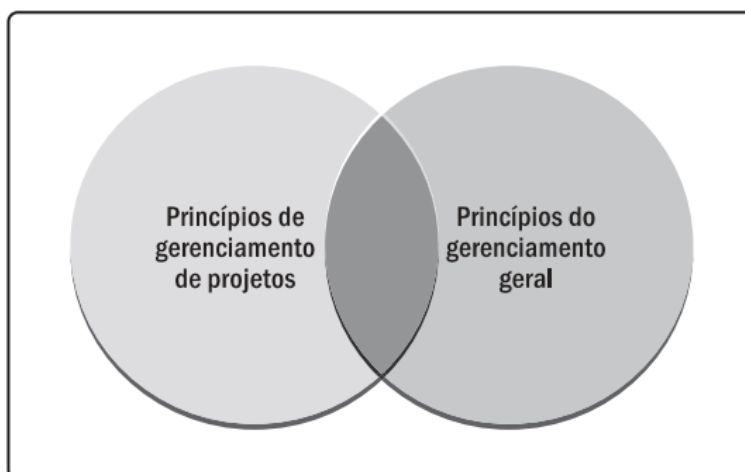 Princípios de
gerenciamento
de projetos
Princípios do
gerenciamento
geral